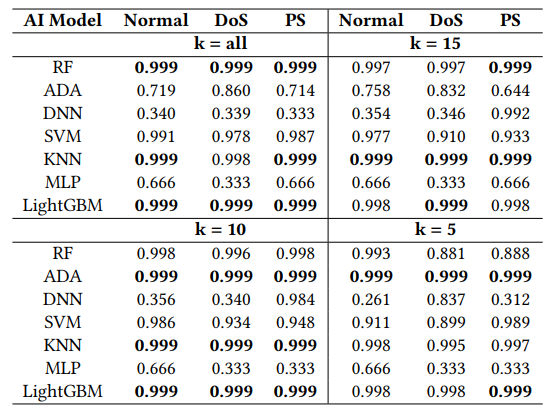 AI Model Normal DoS PS Normal DoS PS
k = all k = 15
RF 0.999 0.999 0.999 0.997 0.997 0.999
ADA 0.719 0.860 0.714 0.758 0.832 0.644
DNN 0.340 0.339 0.333 0.354 0.346 0.992
SVM 0.991 0.978 0.987 0.977 0.910 0.933
KNN 0.999 0.998 0.999 0.999 0.999 0.999
MLP 0.666 0.333 0.666 0.666 0.333 0.666
LightGBM 0.999 0.999 0.999 0.998 0.999 0.998
k = 10 k = 5
RF 0.998 0.996 0.998 0.993 0.881 0.888
ADA 0.999 0.999 0.999 0.999 0.999 0.999
DNN 0.356 0.340 0.984 0.261 0.837 0.312
SVM 0.986 0.934 0.948 0.911 0.899 0.989
KNN 0.999 0.999 0.999 0.998 0.995 0.997
MLP 0.666 0.333 0.333 0.666 0.333 0.333
LightGBM 0.999 0.999 0.999 0.998 0.998 0.999